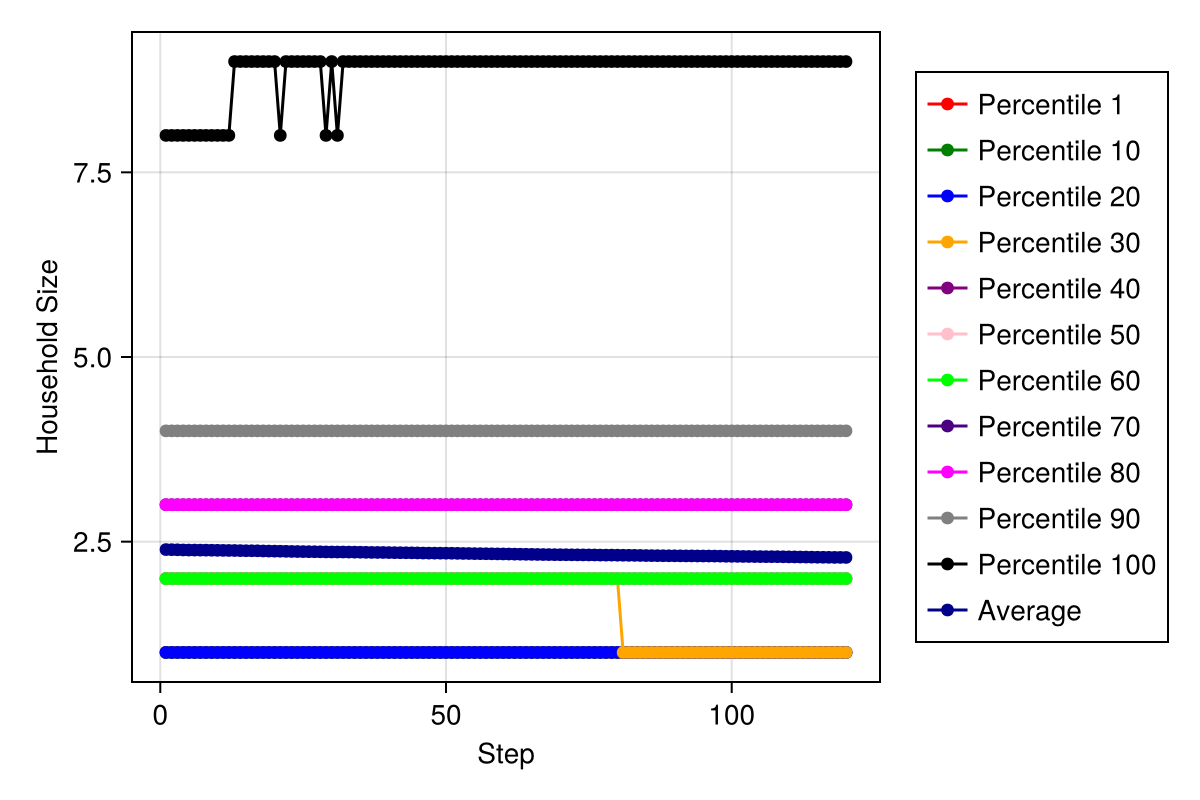 7.5
5.0
2.5
Household Size
0
50
100
Step
Percentile 1
Percentile 10
Percentile 20
Percentile 30
Percentile 40
Percentile 50
Percentile 60
Percentile 70
Percentile 80
Percentile 90
Percentile 100
Average